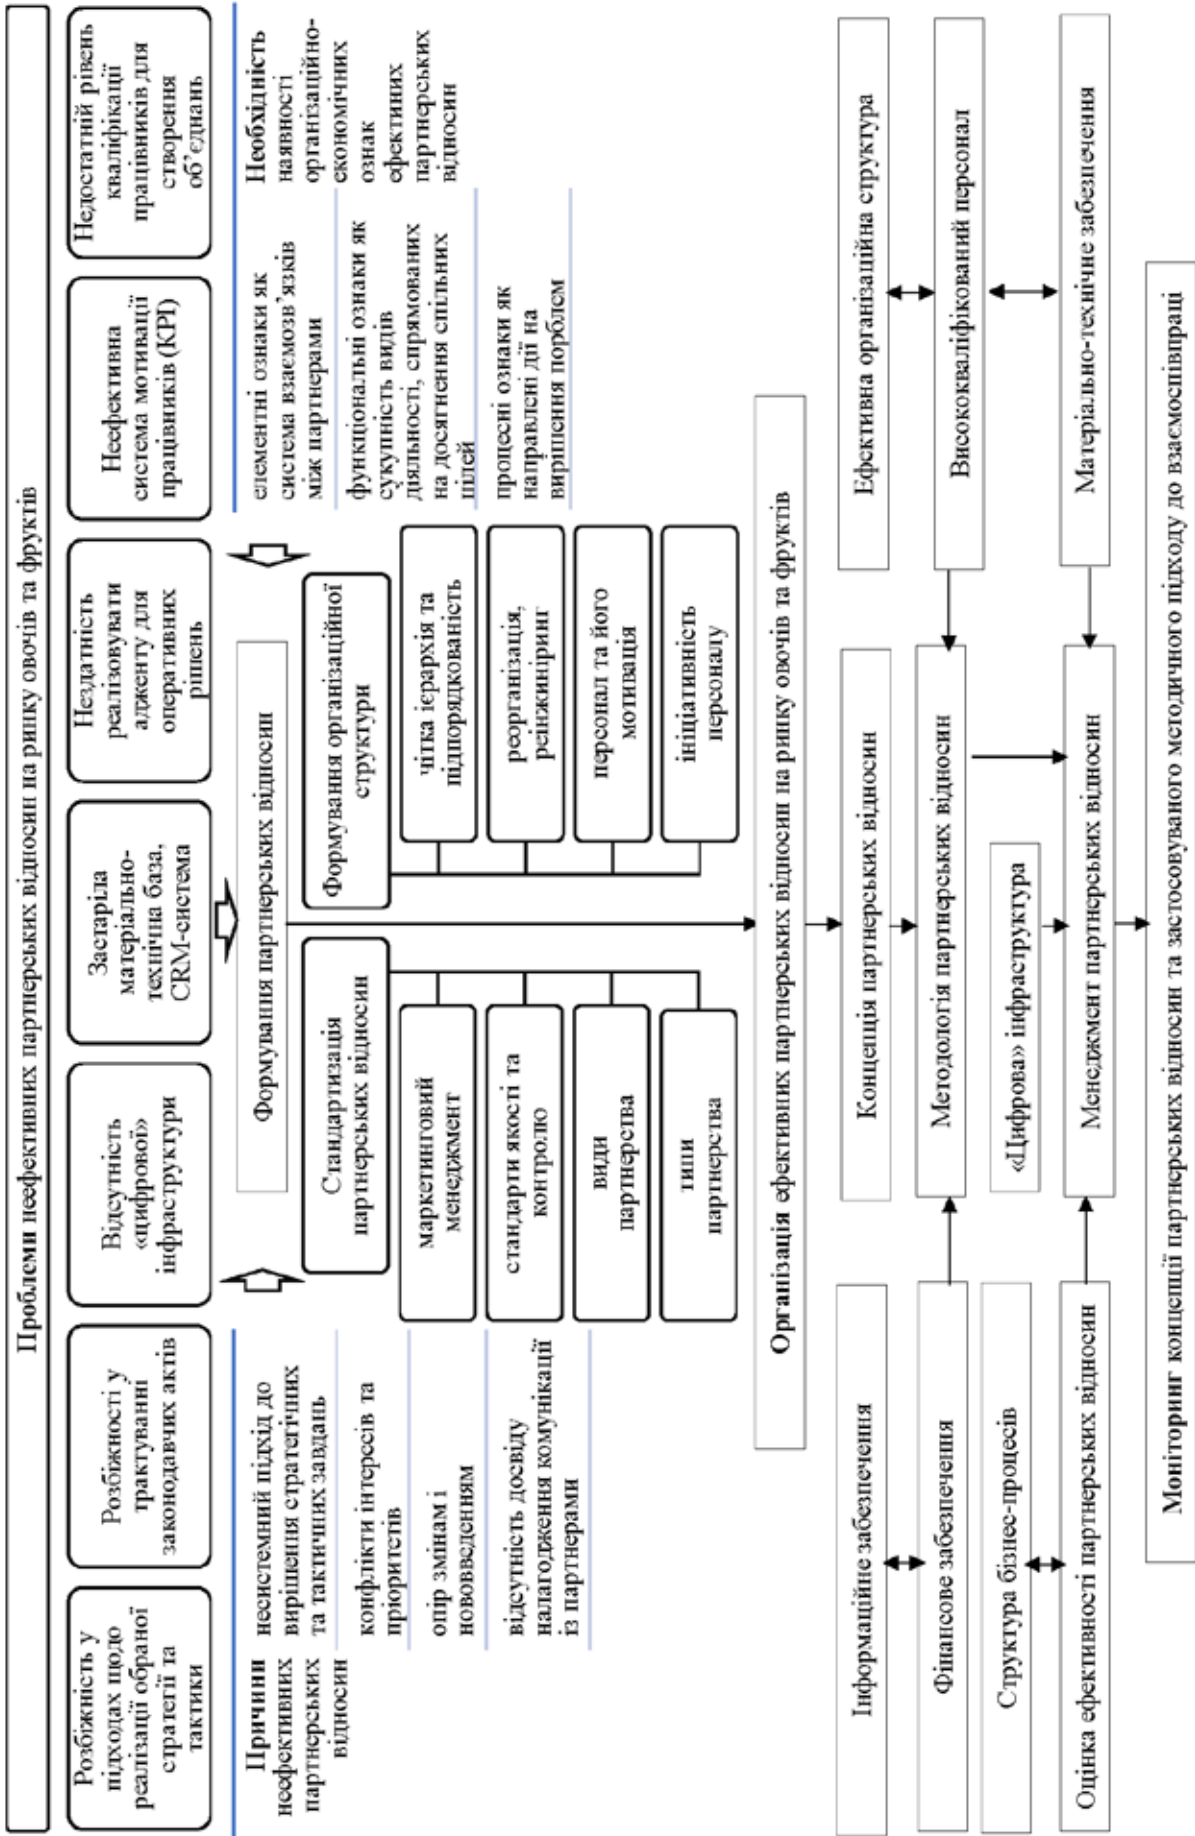 Проблеми неефективних партнерських відносин на ринку овочів та фруктів
Розбіжність у
підходах щодо
реалізації обраної
стратегії та
тактики
Розбіжності у
трактуванні
законодавчих актів
Відсутність
«цифрової»
інфраструктури
Застаріла
матеріально-
технічна база,
CRM-система
Нездатність
реалізовувати
адженту для
оперативних
рішень
Неефективна
система мотивації
працівників (KPI)
Недостатній рівень
кваліфікації
працівників для
створення
об’єднань
Причини
неефективних
партнерських
відносин
несистемний підхід до
вирішення стратегічних
та тактичних завдань
конфлікти інтересів та
пріоритетів
опір змінам і
нововведенням
відсутність досвіду
налагодження комунікації
із партнерами
Формування партнерських відносин
Стандартизація
партнерських відносин
маркетинговий
менеджмент
стандарти якості та
контролю
види
партнерства
типи
партнерства
Формування організаційної
структури
чітка ієрархія та
підпорядкованість
реорганізація,
реінжиніринг
персонал та його
мотивація
ініціативність
персоналу
елементні ознаки як
система взаємозв’язків
між партнерами
функціональні ознаки як
сукупність видів
діяльності, спрямованих
на досягнення спільних
цілей
процесні ознаки як
направлені дії на
вирішення порблем
Необхідність
наявності
організаційно-
економічних
ознак
ефектиних
партнерських
відносин
Організація ефективних партнерських відносин на ринку овочів та фруктів
Інформаційне забезпечення
Фінансове забезпечення
Структура бізнес-процесів
Оцінка ефективності партнерських відносин
Концепція партнерських відносин
Методологія партнерських відносин
«Цифрова» інфраструктура
Менеджмент партнерських відносин
Ефективна організаційна структура
Висококваліфікований персонал
Матеріально-технічне забезпечення
Моніторинг концепції партнерських відносин та застосовуваного методичного підходу до взаємоспівпраці